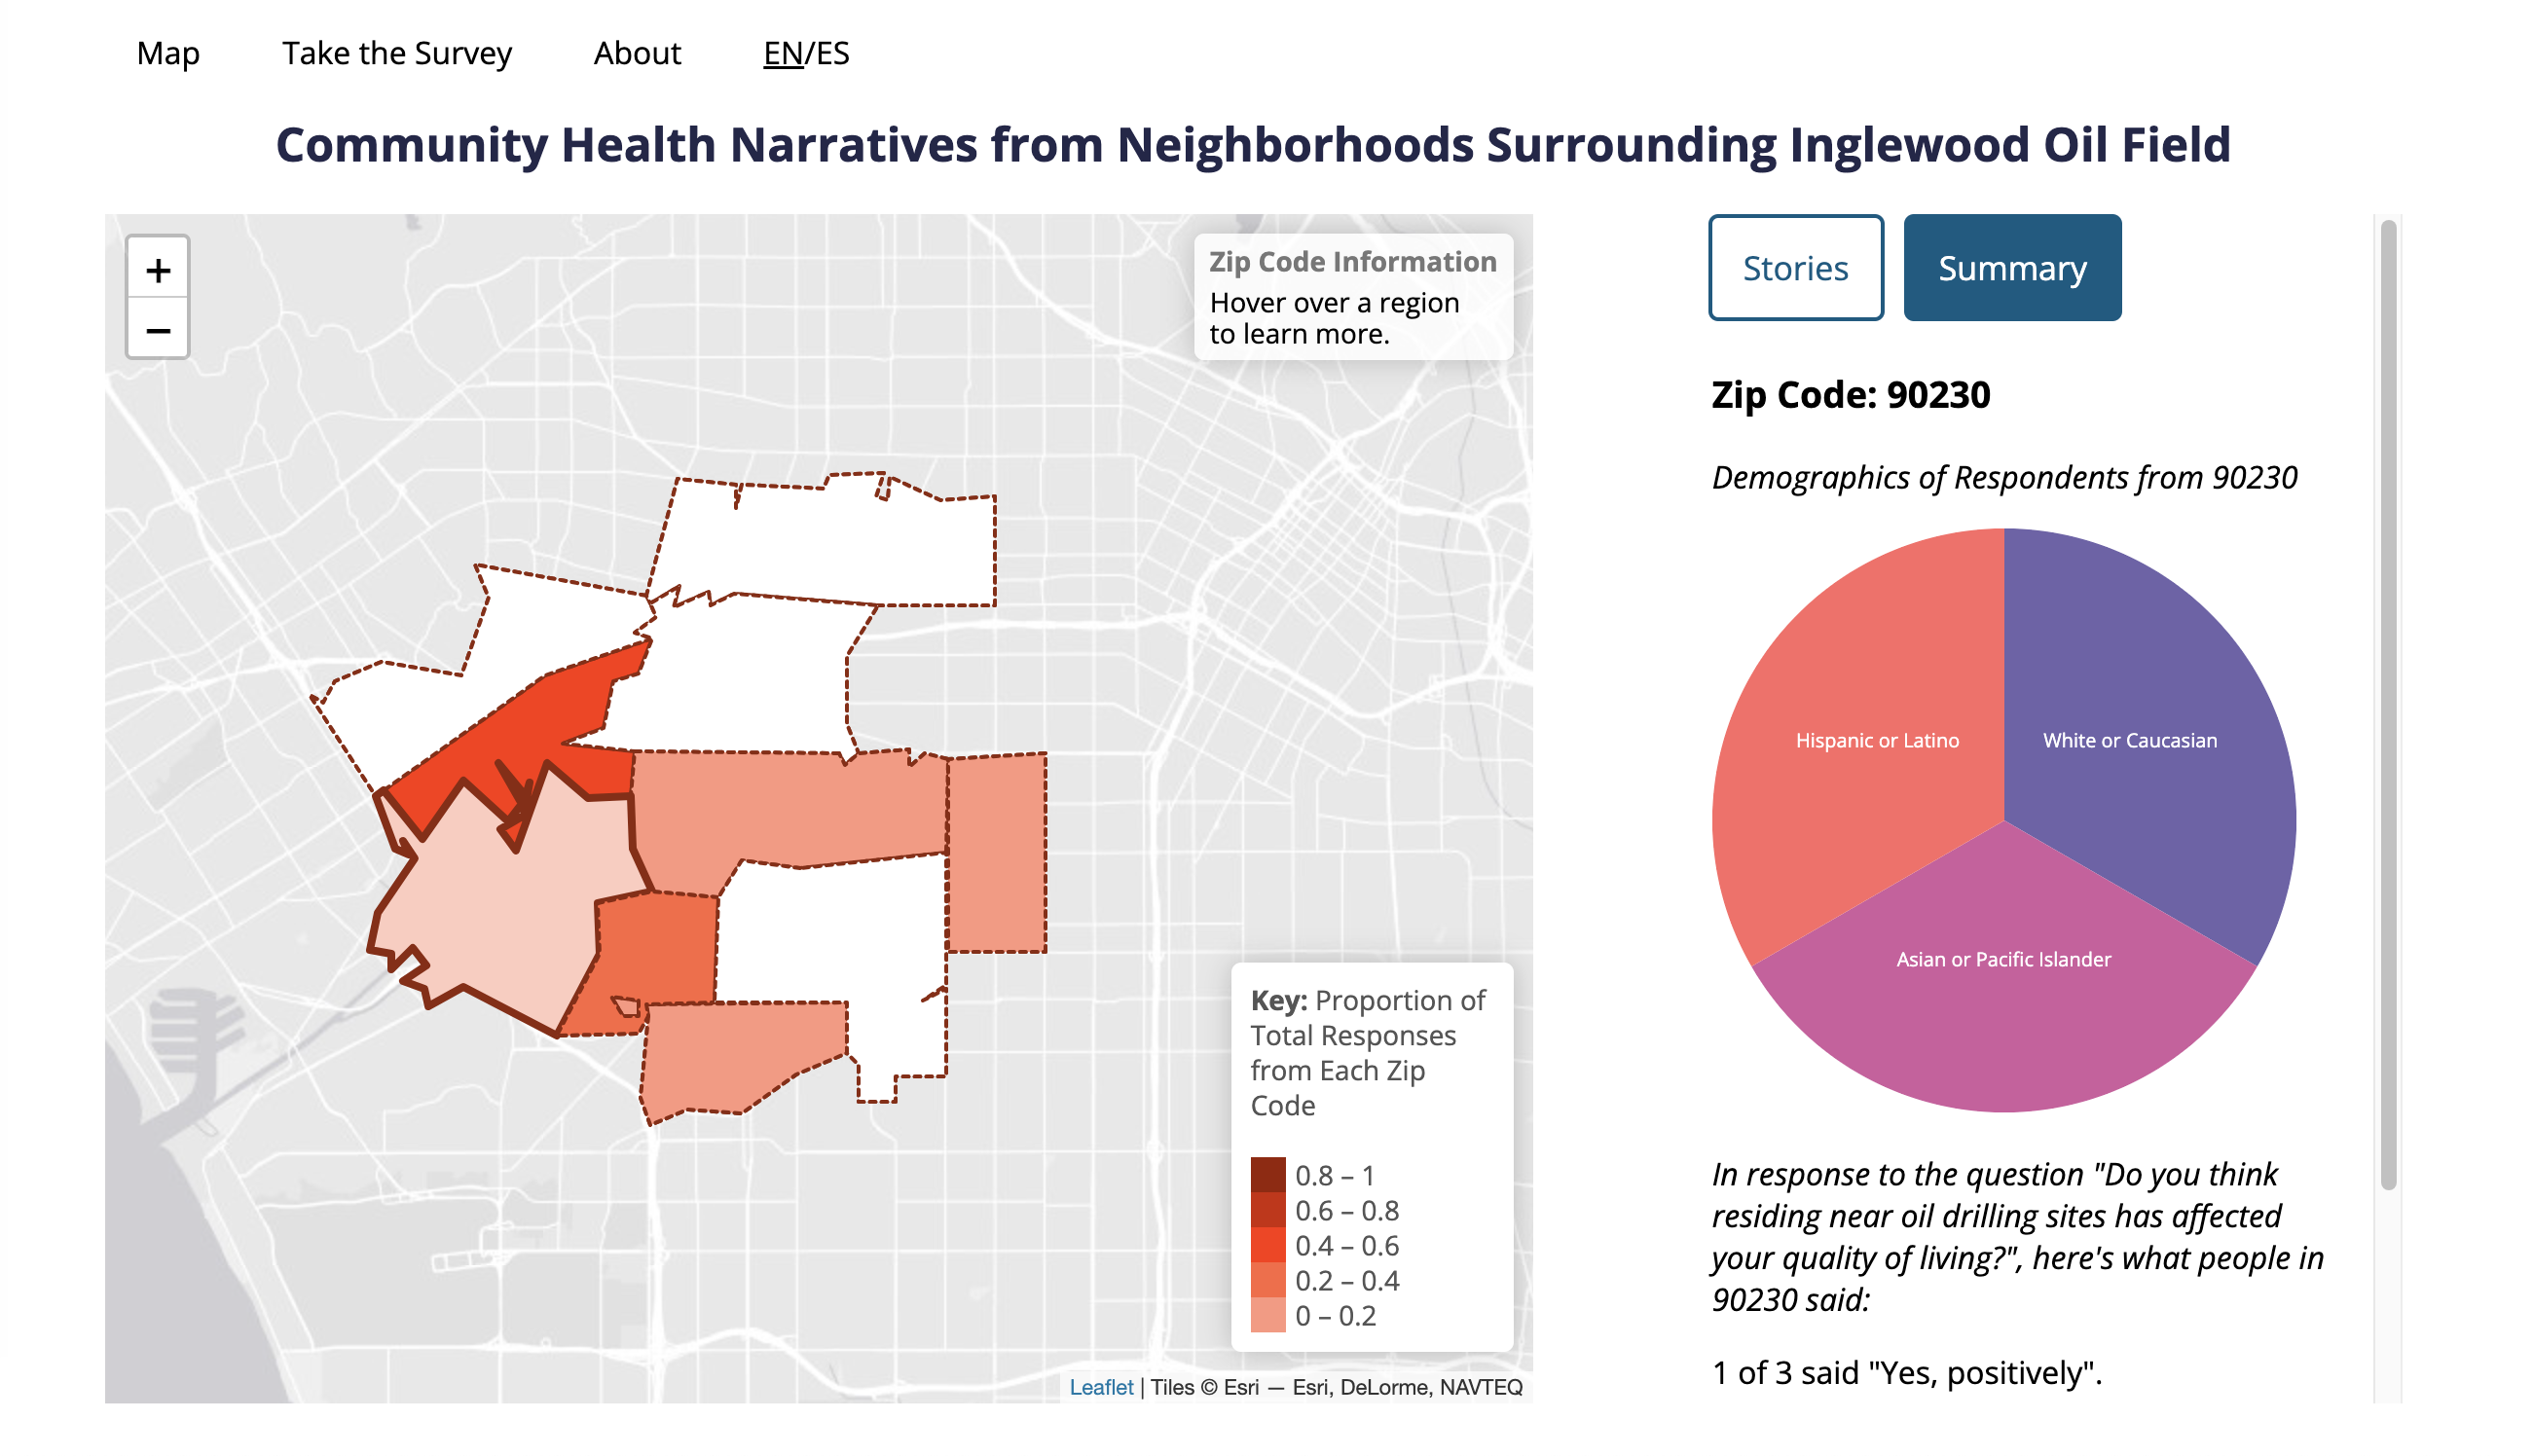 Map
Take the Survey
About
EN/ES
Community Health Narratives from Neighborhoods Surrounding Inglewood Oil Field
+
−
Zip Code Information
Hover over a region
to learn more.
Key: Proportion of
Total Responses
from Each Zip
Code
0.8 – 1
0.6 – 0.8
0.4 – 0.6
0.2 – 0.4
0 – 0.2
Leaflet | Tiles © Esri — Esri, DeLorme, NAVTEQ
Stories
Summary
Zip Code: 90230
Demographics of Respondents from 90230
Hispanic or Latino
White or Caucasian
Asian or Pacific Islander
In response to the question "Do you think
residing near oil drilling sites has affected
your quality of living?", here's what people in
90230 said:
1 of 3 said "Yes, positively".